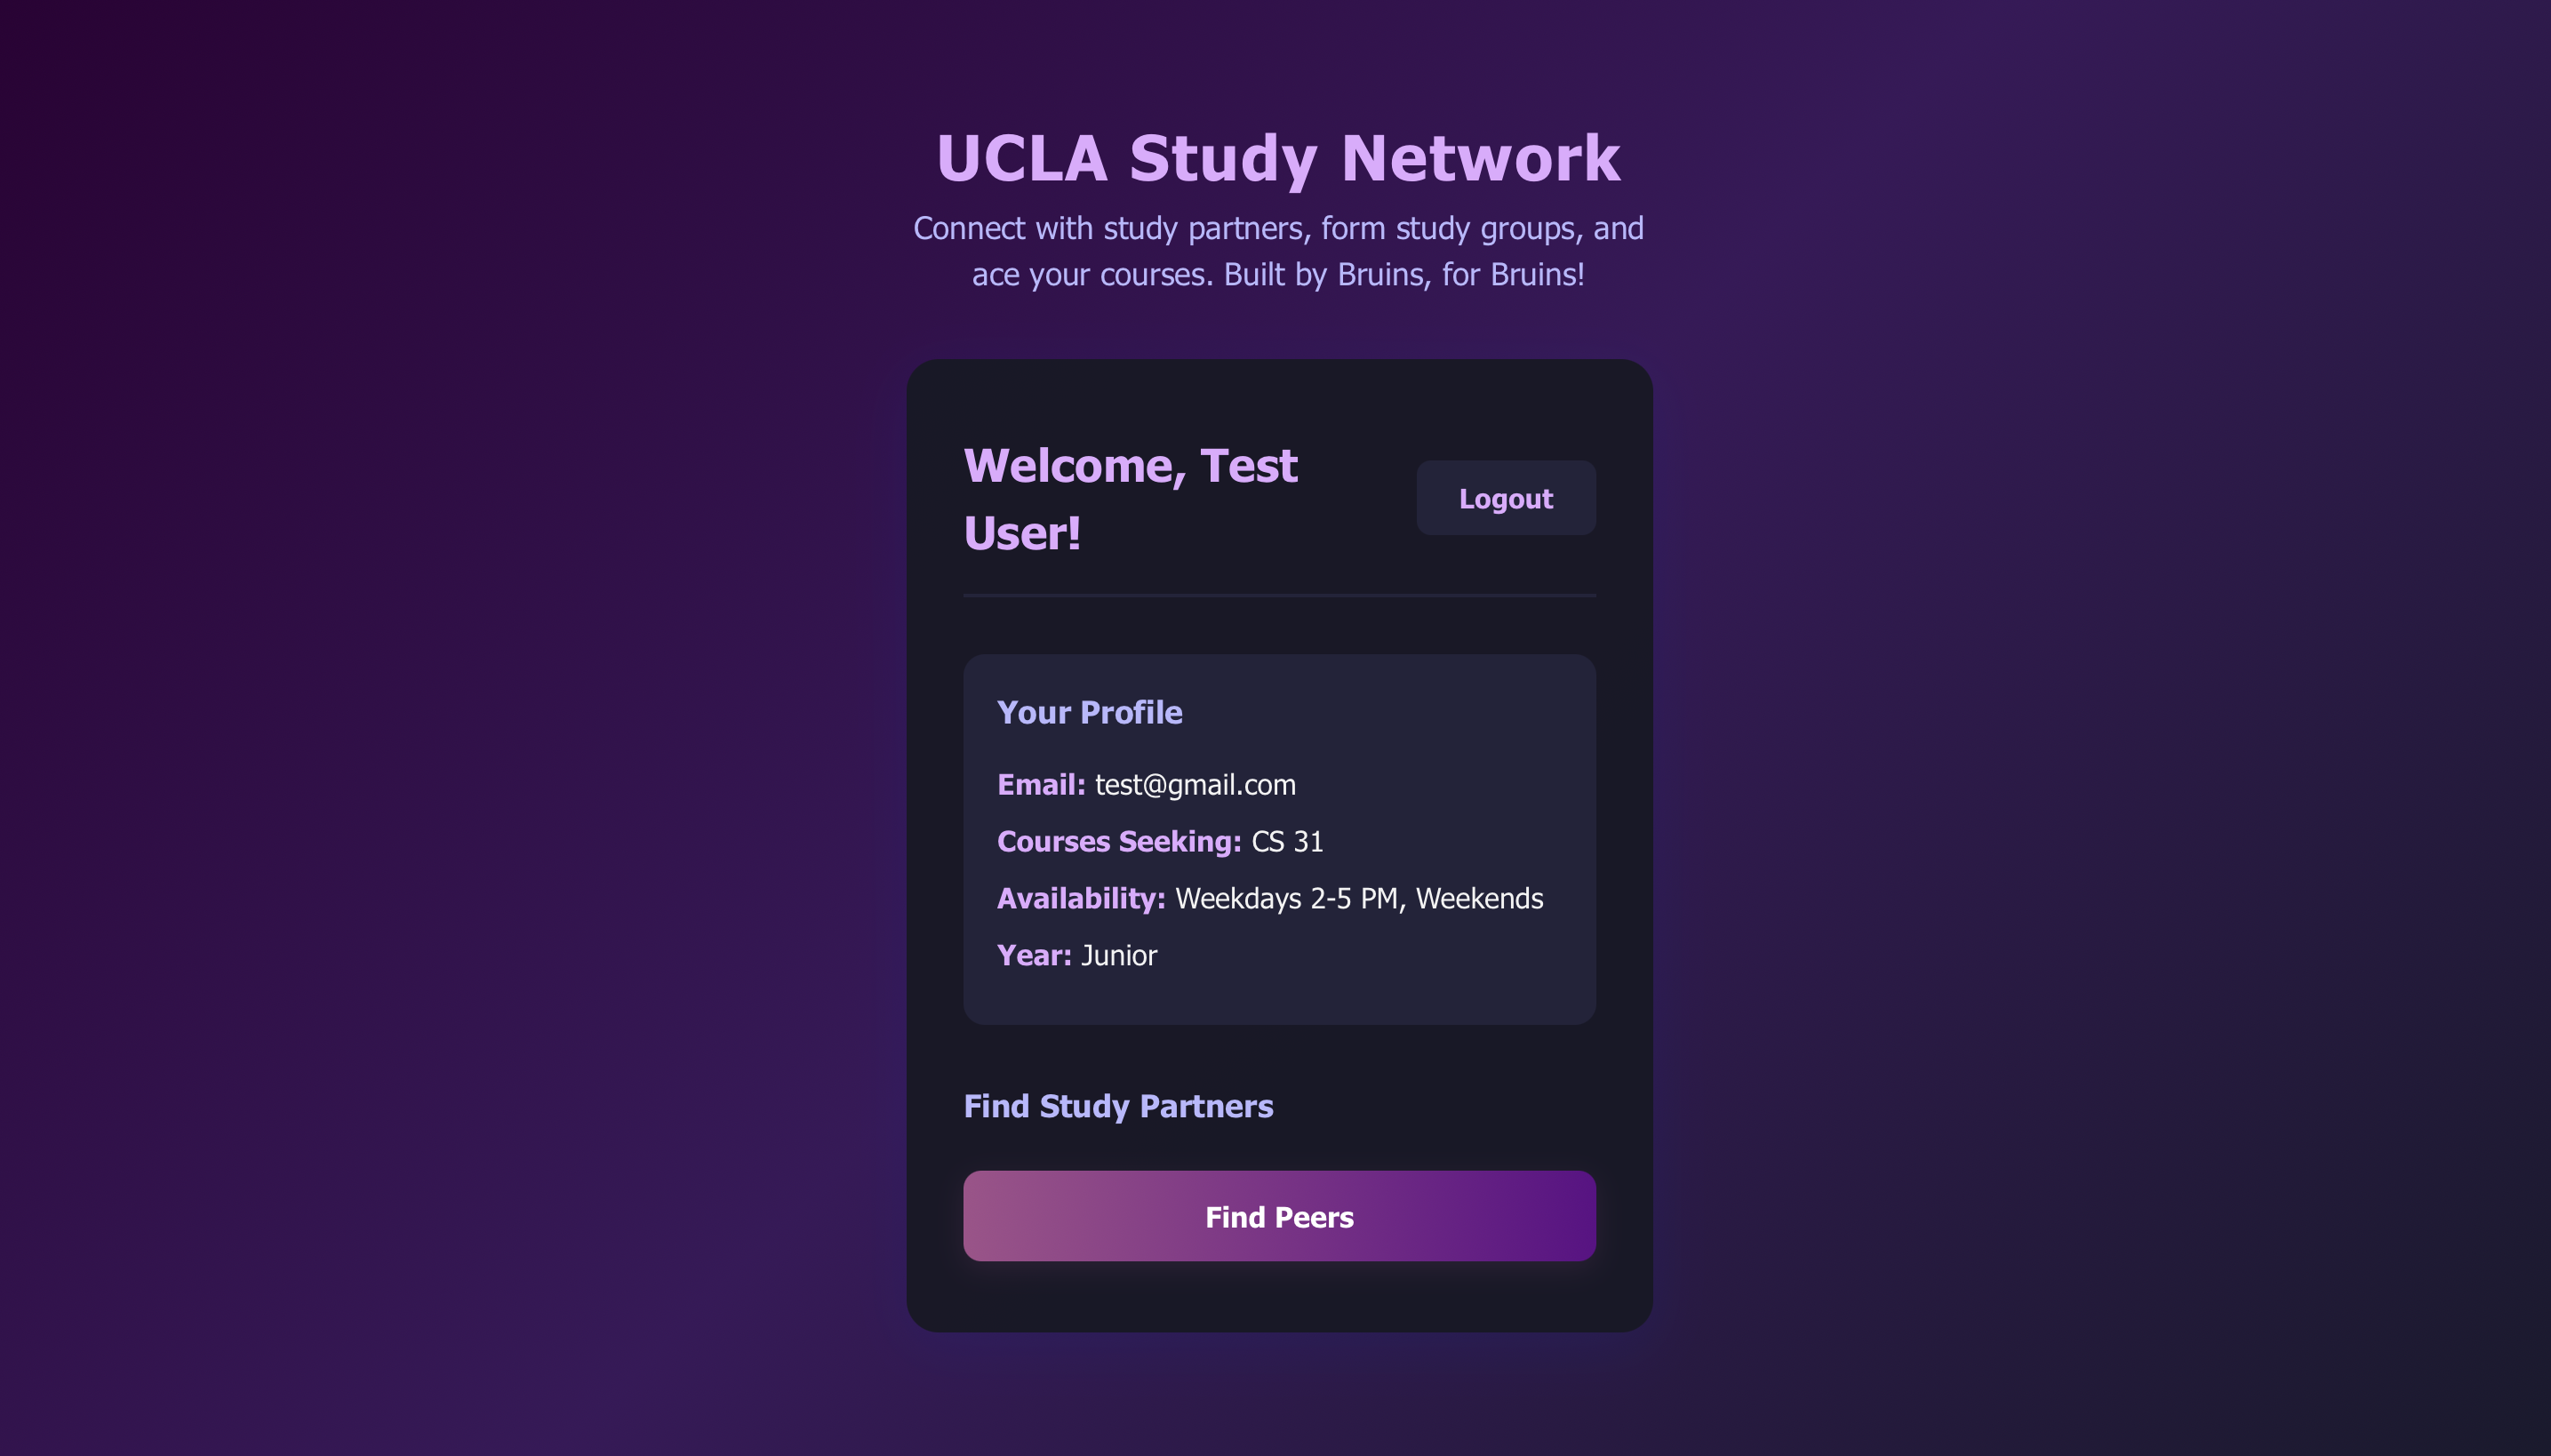 UCLA Study Network
Connect with study partners, form study groups, and
ace your courses. Built by Bruins, for Bruins!
Welcome, Test
User!
Logout
Your Profile
Email: test@gmail.com
Courses Seeking: CS 31
Availability: Weekdays 2-5 PM, Weekends
Year: Junior
Find Study Partners
Find Peers